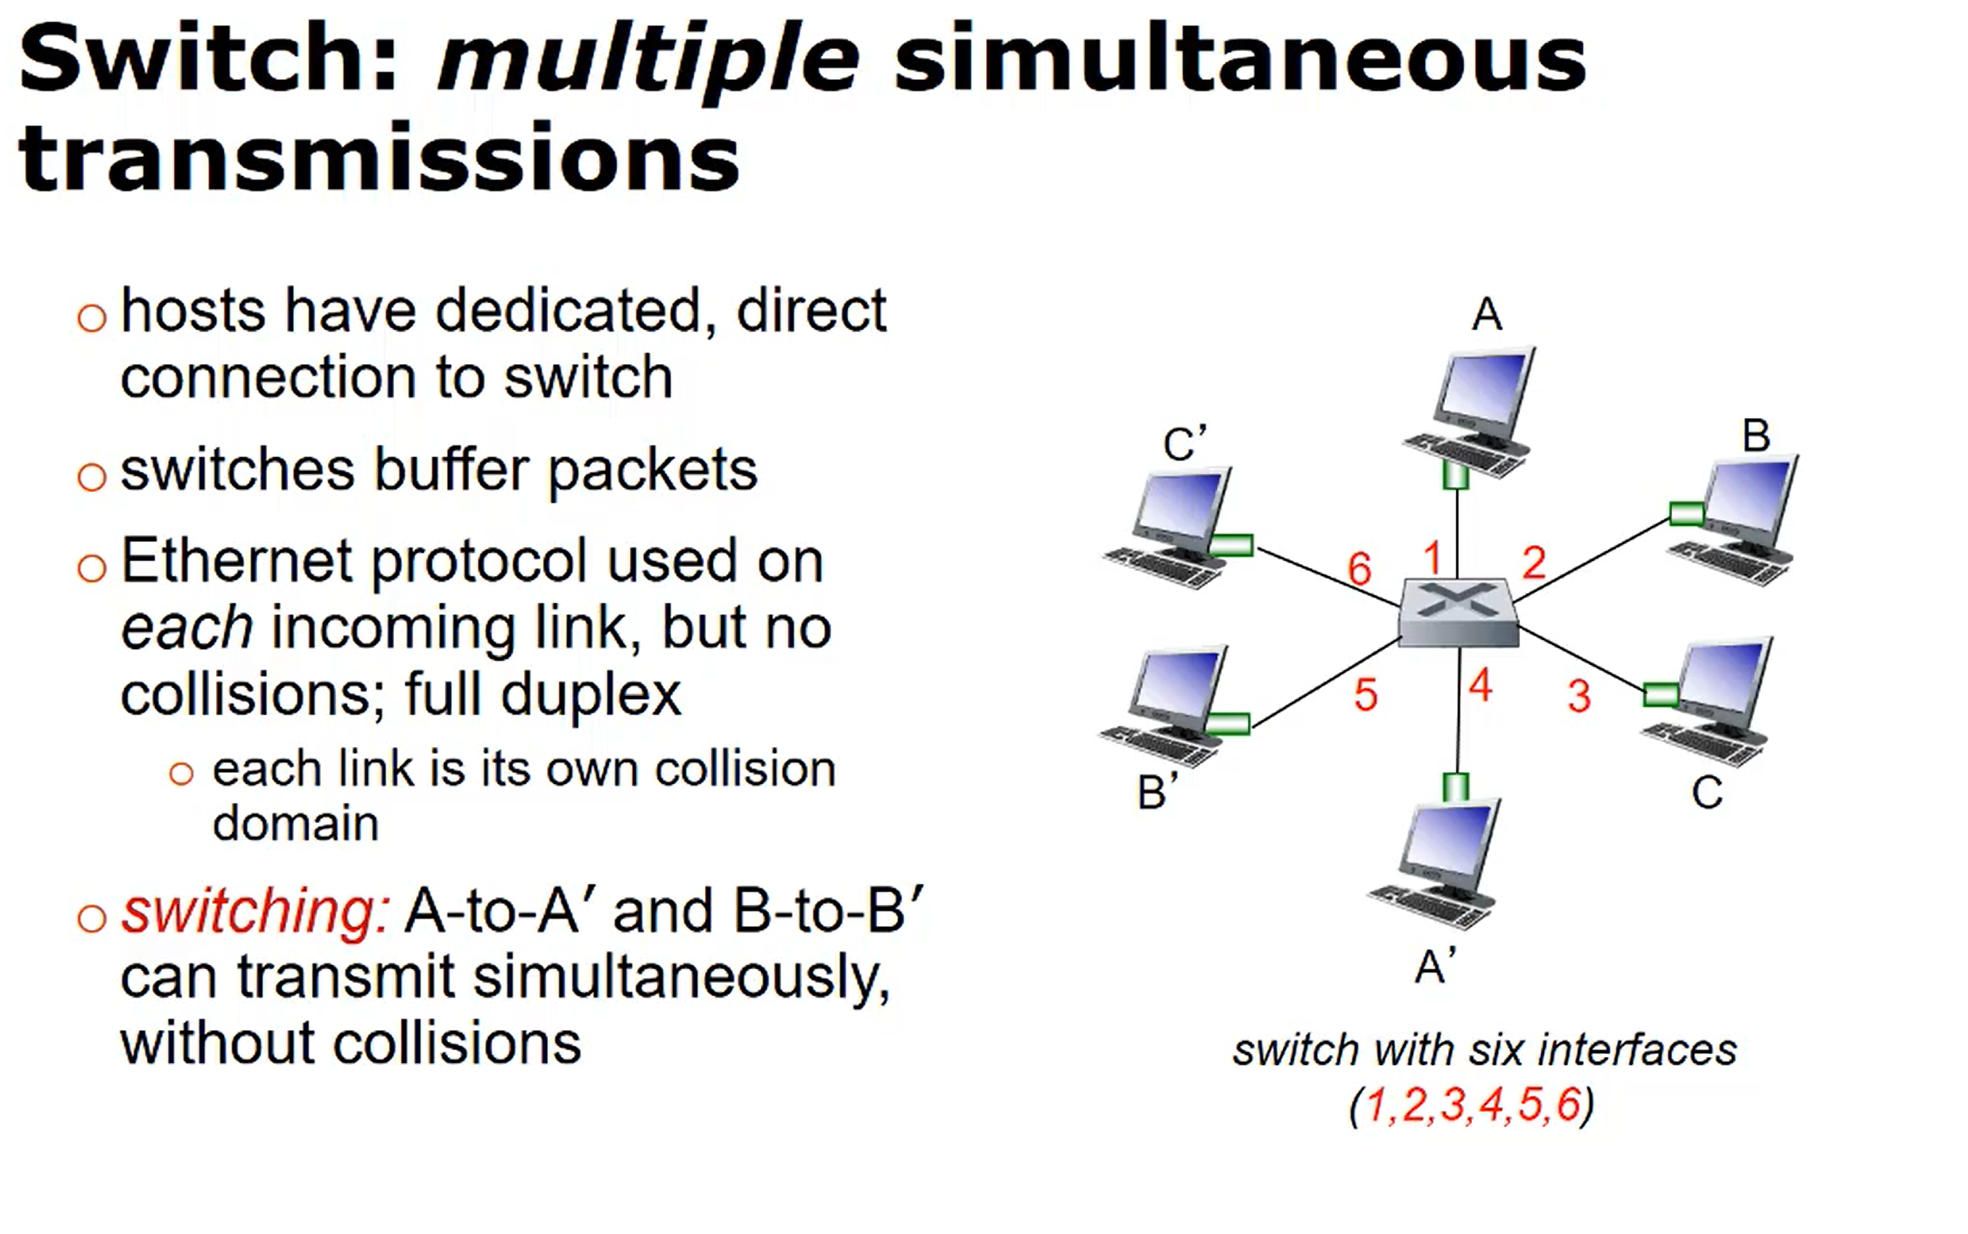 Switch: multiple simultaneous
transmissions
○ hosts have dedicated, direct
connection to switch
○ switches buffer packets
○ Ethernet protocol used on
each incoming link, but no
collisions; full duplex
○ each link is its own collision
domain
○ switching: A-to-A′ and B-to-B′
can transmit simultaneously,
without collisions
A
B
C’
6
1
2
5
4
3
B’
C
A’
switch with six interfaces
(1,2,3,4,5,6)